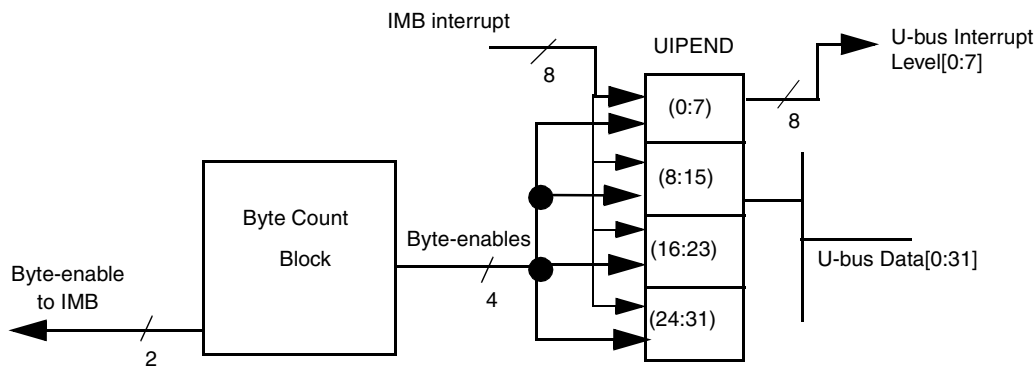 IMB interrupt
8
UIPEND
U-bus Interrupt
Level[0:7]
8
(0:7)
(8:15)
(16:23)
(24:31)
Byte Count
Block
Byte-enables
4
U-bus Data[0:31]
Byte-enable
to IMB
2